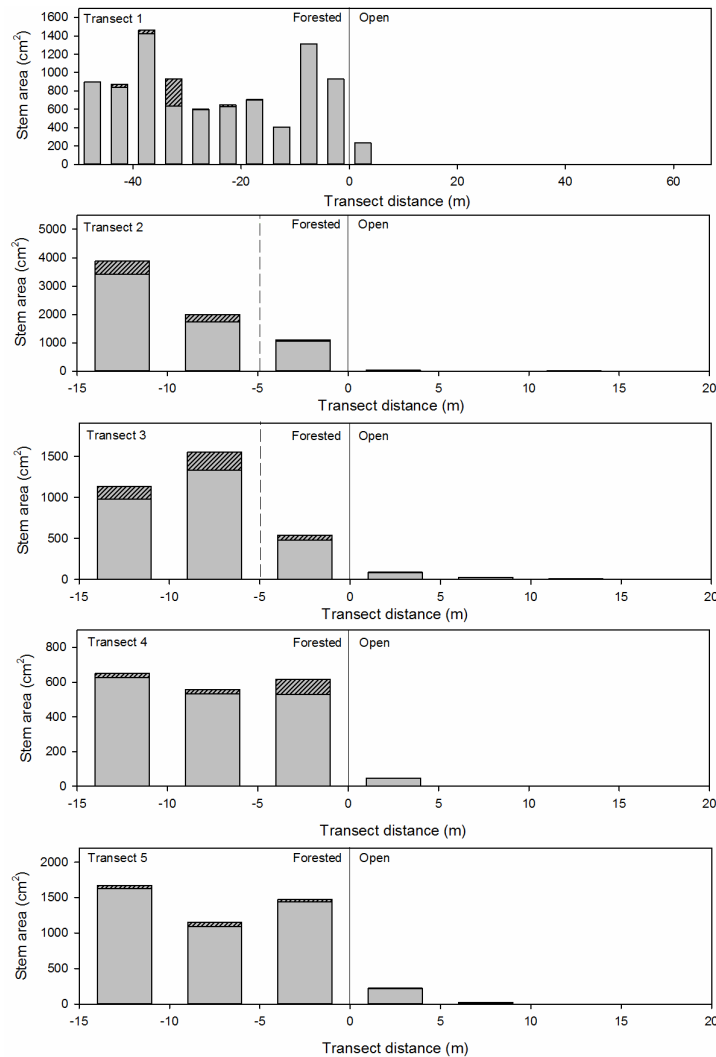 Transect 1 Forested Open
Stem area (cm²)
1600
1400
1200
1000
800
600
400
200
0
-40 -20 0 20 40 60
Transect distance (m)
Transect 2 Forested Open
Stem area (cm²)
5000
4000
3000
2000
1000
0
-15 -10 -5 0 5 10 15 20
Transect distance (m)
Transect 3 Forested Open
Stem area (cm²)
1500
1000
500
0
-15 -10 -5 0 5 10 15 20
Transect distance (m)
Transect 4 Forested Open
Stem area (cm²)
800
600
400
200
0
-15 -10 -5 0 5 10 15 20
Transect distance (m)
Transect 5 Forested Open
Stem area (cm²)
2000
1500
1000
500
0
-15 -10 -5 0 5 10 15 20
Transect distance (m)